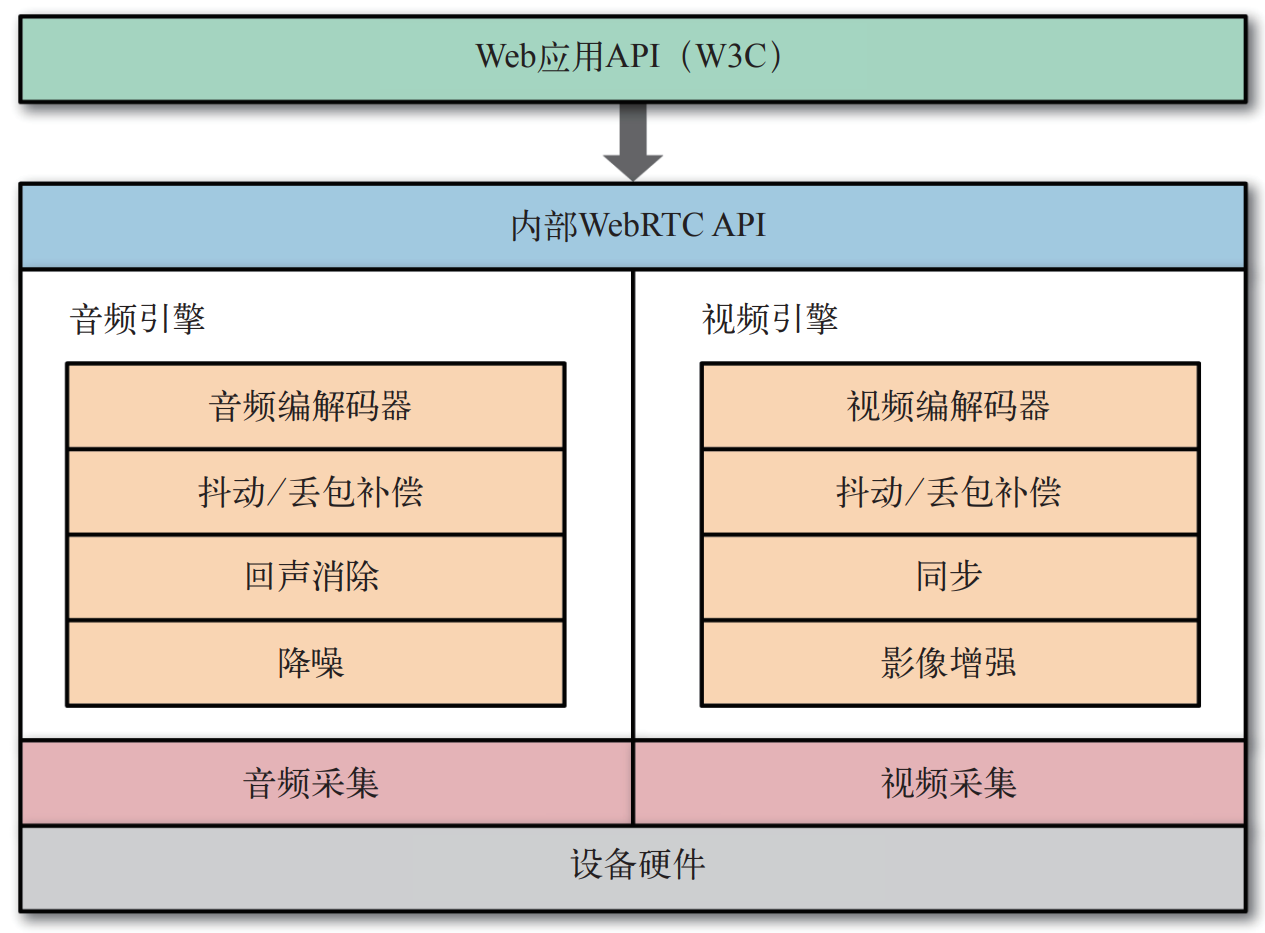 Web应用API（W3C）
内部WebRTC API
音频引擎
音频编解码器
抖动/丢包补偿
回声消除
降噪
视频引擎
视频编解码器
抖动/丢包补偿
同步
影像增强
音频采集
视频采集
设备硬件